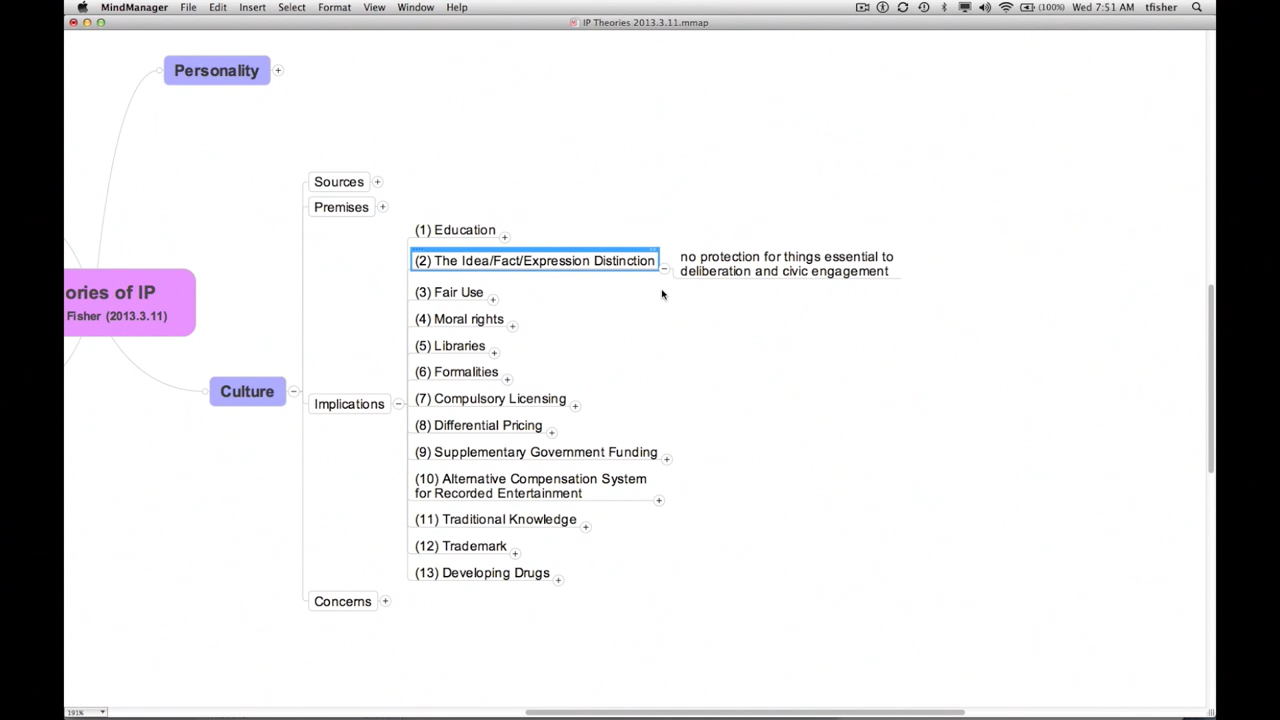 MindManager File Edit Insert Select Format View Window Help (100%) Wed 7:51 AM tfisher
IP Theories 2013.3.11.mmap
Personality
Sources
Premises
(1) Education
(2) The Idea/Fact/Expression Distinction
no protection for things essential to
deliberation and civic engagement
(3) Fair Use
ories of IP
Fisher (2013.3.11)
(4) Moral rights
(5) Libraries
(6) Formalities
Culture
Implications
(7) Compulsory Licensing
(8) Differential Pricing
(9) Supplementary Government Funding
(10) Alternative Compensation System
for Recorded Entertainment
(11) Traditional Knowledge
(12) Trademark
(13) Developing Drugs
Concerns
191%